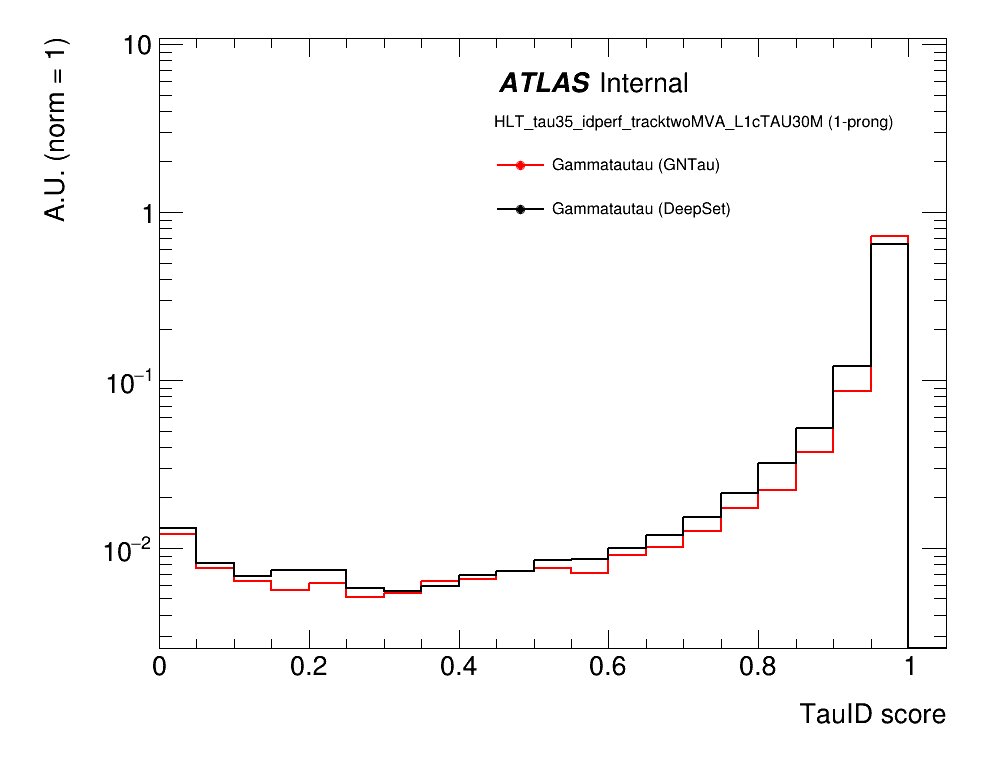 A.U. (norm = 1)
10
1
10⁻¹
10⁻²
ATLAS Internal
HLT_tau35_idperf_tracktwoMVA_L1cTAU30M (1-prong)
Gammatautau (GNTau)
Gammatautau (DeepSet)
0 0.2 0.4 0.6 0.8 1
TauID score